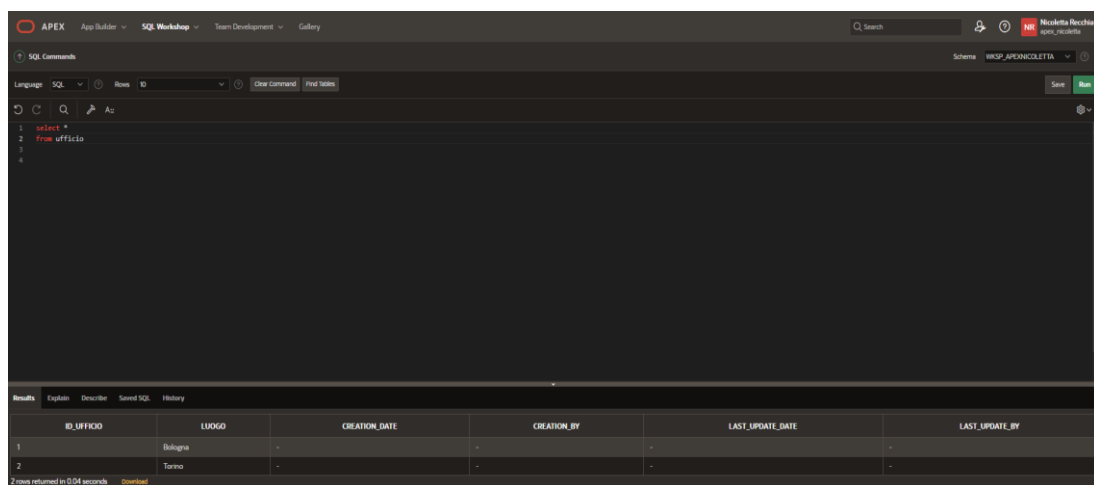 APEX App Builder SQL Workshop Team Development Gallery Search NR Nicoletta Recchia
apex_nicoletta
SQL Commands Schema WKSP_APEXNICOLETTA
Language SQL Rows 10 Clear Command Find Tables Save Run
A::
1 select *
2 from ufficio
3
4
Results Explain Describe Saved SQL History
ID_UFFICIO LUOGO CREATION_DATE CREATION_BY LAST_UPDATE_DATE LAST_UPDATE_BY
1 Bologna - - - -
2 Torino - - - -
2 rows returned in 0.04 seconds Download